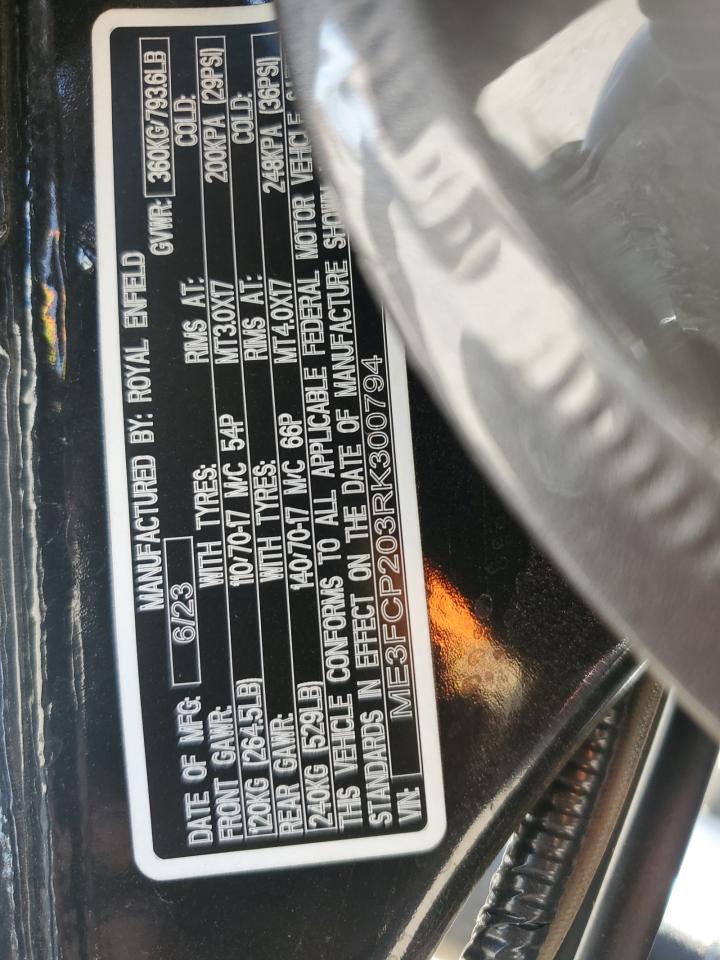 MANUFACTURED BY: ROYAL ENFIELD
DATE OF MFG: 6/23 GVWR: 360KG/793.6LB
FRONT GAWR: WITH TYRES: RIMS AT: COLD:
120KG (264.5LB) 110/70-17 M/C 54P MT3.0X17 200KPA (29PSI)
REAR GAWR: WITH TYRES: RIMS AT: COLD:
240KG (529LB) 140/70-17 M/C 66P MT4.0X17 248KPA (36PSI)
THIS VEHICLE CONFORMS TO ALL APPLICABLE FEDERAL MOTOR VEHICLE
STANDARDS IN EFFECT ON THE DATE OF MANUFACTURE SHOWN
VIN: ME3FCP203RK300794